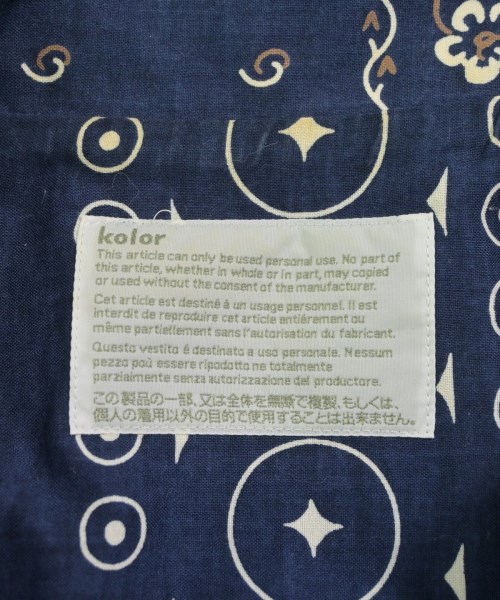 kolor
This article can only be used personal use. No part of
this article, whether in whole or in part, may copied
or used without the consent of the manufacturer.
Cet article est destiné à un usage personnel. Il est
interdit de reproduire cet article entiérement ou
même partiellement sans l'autorisation du fabricant.
Questo vestito é destinato a uso personale. Nessum
pezzo paú essere ripodotto ne totalmente
parzialmente senza autorizzazione del productore.
この製品の一部、又は全体を無断で複製、もしくは、
個人の着用以外の目的で使用することは出来ません。